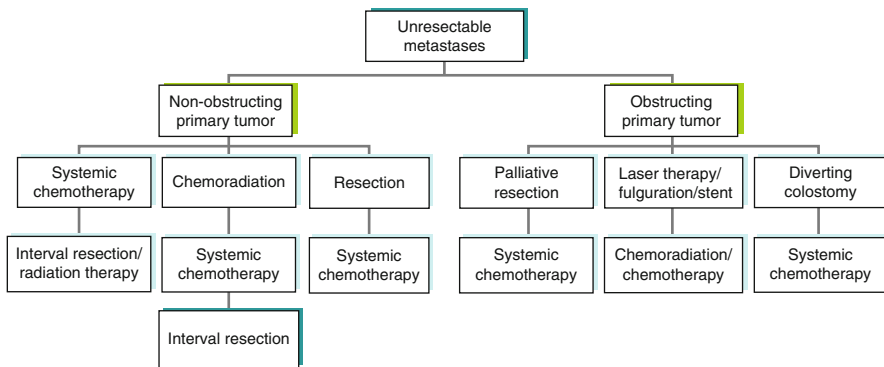 Unresectable
metastases
Non-obstructing
primary tumor
Obstructing
primary tumor
Systemic
chemotherapy
Chemoradiation
Resection
Palliative
resection
Laser therapy/
fulguration/stent
Diverting
colostomy
Interval resection/
radiation therapy
Systemic
chemotherapy
Systemic
chemotherapy
Systemic
chemotherapy
Chemoradiation/
chemotherapy
Systemic
chemotherapy
Interval resection